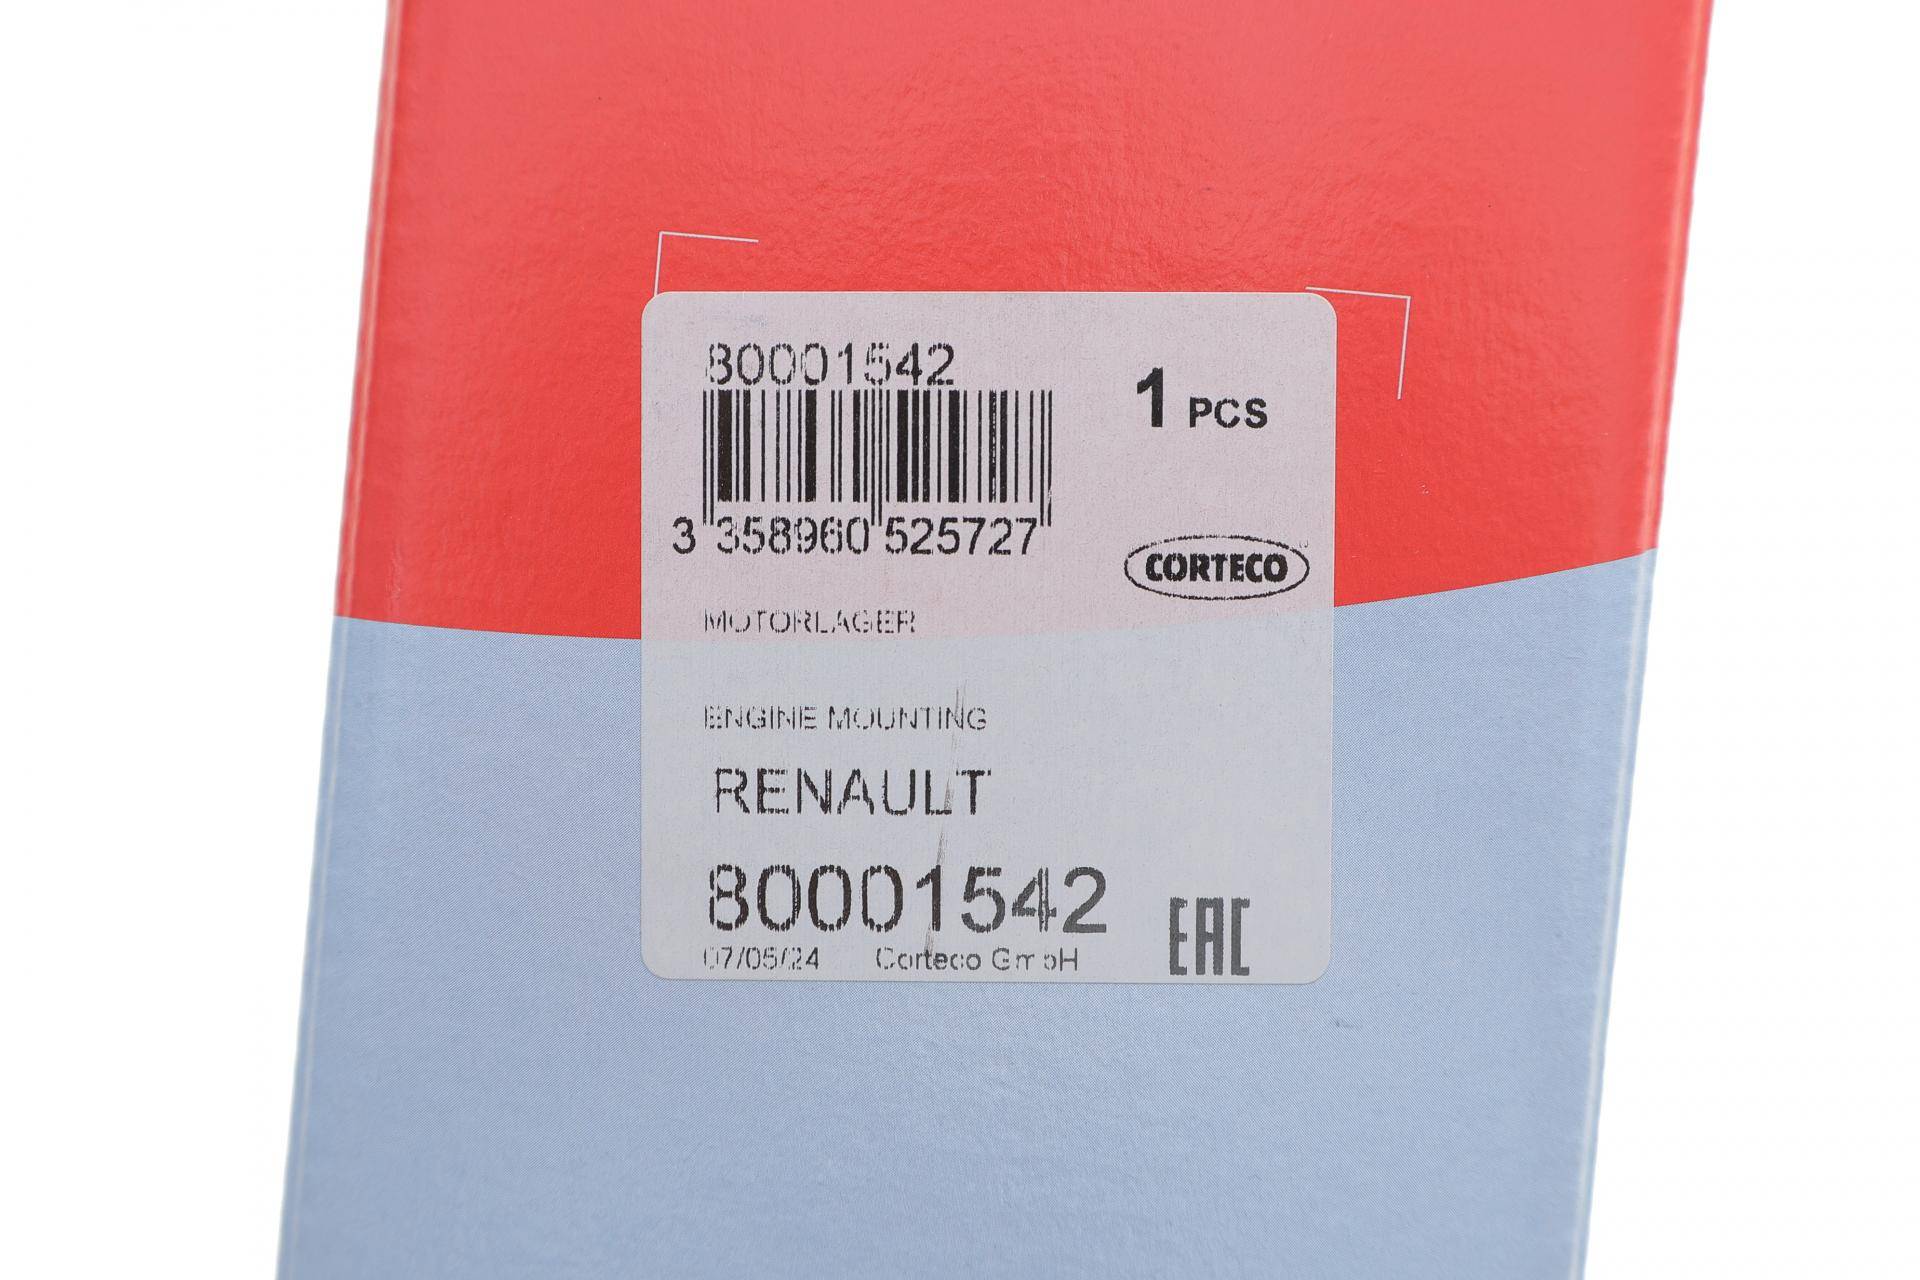 80001542
1 PCS
3 358960 525727
CORTECO
MOTORLAGER
ENGINE MOUNTING
RENAULT
80001542
07/05/24 Corteco GmbH
EAC